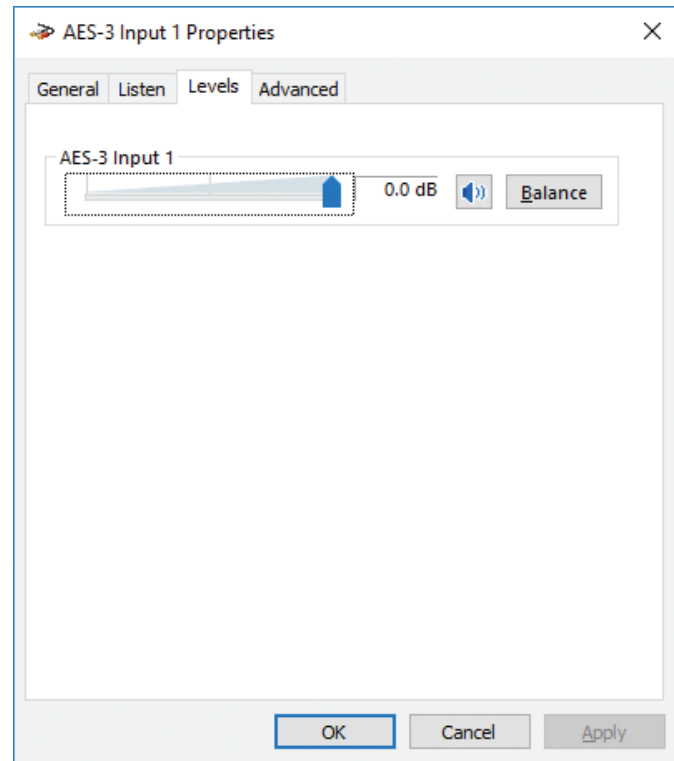 AES-3 Input 1 Properties
General Listen Levels Advanced
AES-3 Input 1
0.0 dB Balance
OK Cancel Apply